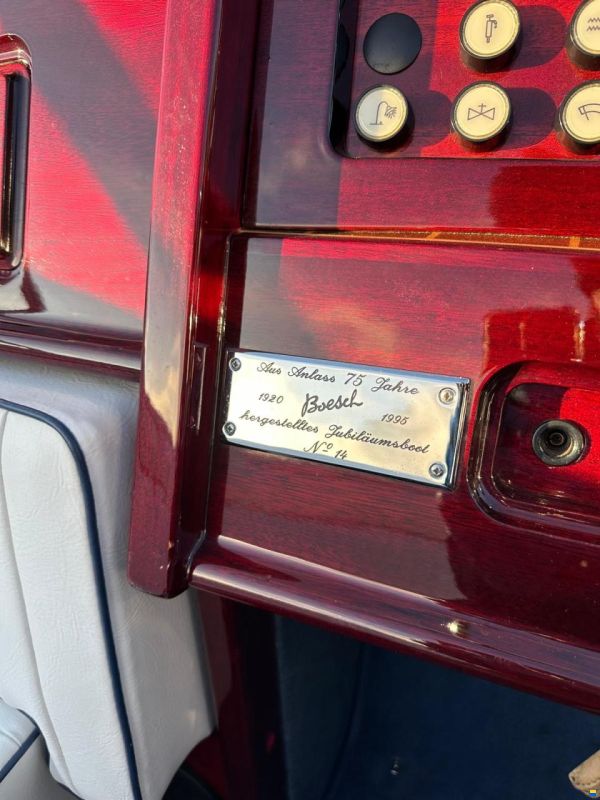 Aus Anlass 75 Jahre
1920 Boesch 1995
hergestelltes Jubiläumsboot
Nº 14